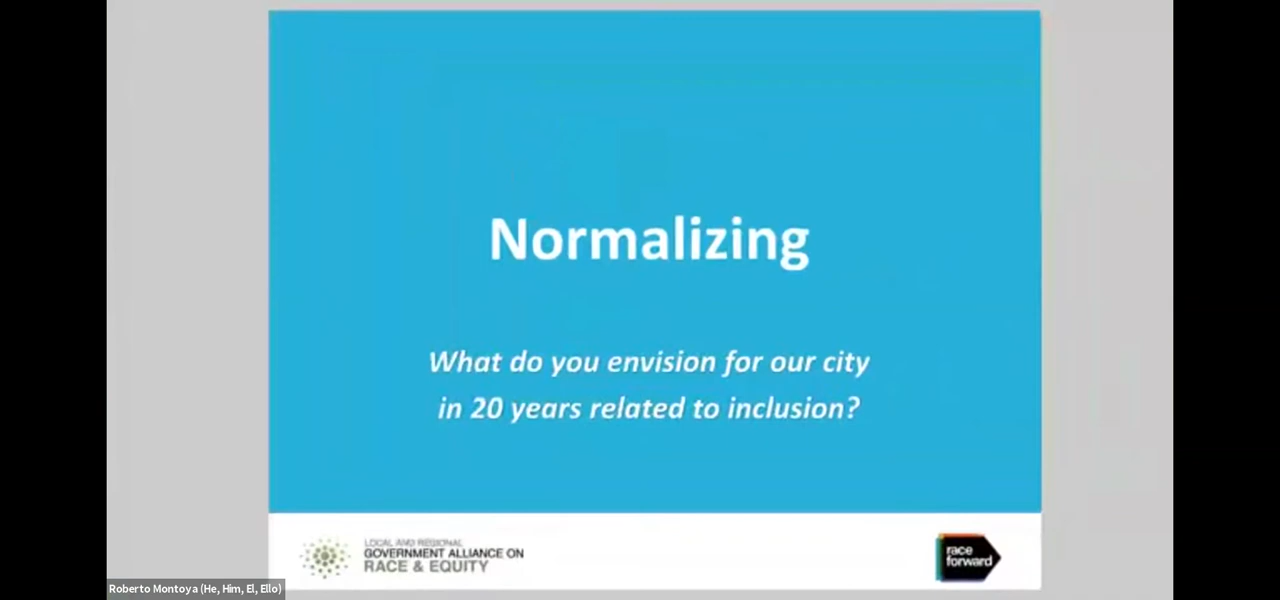 Normalizing
What do you envision for our city
in 20 years related to inclusion?
LOCAL AND REGIONAL
GOVERNMENT ALLIANCE ON
RACE & EQUITY
race
forward
Roberto Montoya (He, Him, El, Ello)